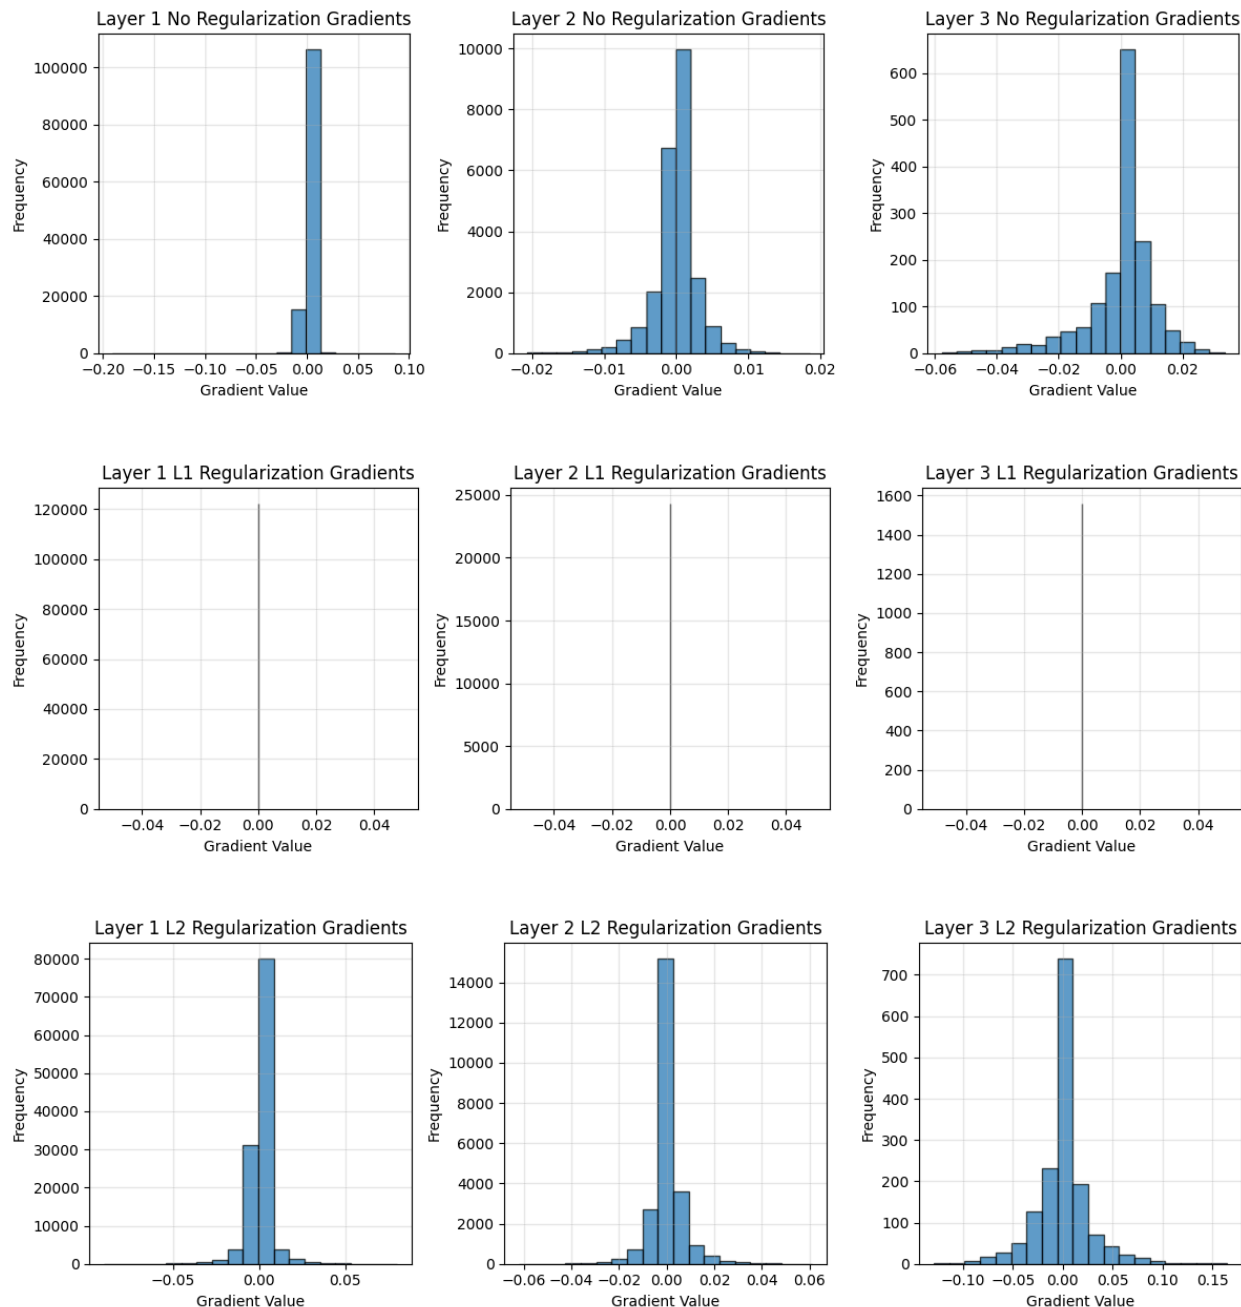 Layer 1 No Regularization Gradients
Frequency
100000
80000
60000
40000
20000
0
−0.20 −0.15 −0.10 −0.05 0.00 0.05 0.10
Gradient Value
Layer 2 No Regularization Gradients
Frequency
10000
8000
6000
4000
2000
0
−0.02 −0.01 0.00 0.01 0.02
Gradient Value
Layer 3 No Regularization Gradients
Frequency
600
500
400
300
200
100
0
−0.06 −0.04 −0.02 0.00 0.02
Gradient Value
Layer 1 L1 Regularization Gradients
Frequency
120000
100000
80000
60000
40000
20000
0
−0.04 −0.02 0.00 0.02 0.04
Gradient Value
Layer 2 L1 Regularization Gradients
Frequency
25000
20000
15000
10000
5000
0
−0.04 −0.02 0.00 0.02 0.04
Gradient Value
Layer 3 L1 Regularization Gradients
Frequency
1600
1400
1200
1000
800
600
400
200
0
−0.04 −0.02 0.00 0.02 0.04
Gradient Value
Layer 1 L2 Regularization Gradients
Frequency
80000
70000
60000
50000
40000
30000
20000
10000
0
−0.05 0.00 0.05
Gradient Value
Layer 2 L2 Regularization Gradients
Frequency
14000
12000
10000
8000
6000
4000
2000
0
−0.06 −0.04 −0.02 0.00 0.02 0.04 0.06
Gradient Value
Layer 3 L2 Regularization Gradients
Frequency
700
600
500
400
300
200
100
0
−0.10 −0.05 0.00 0.05 0.10 0.15
Gradient Value